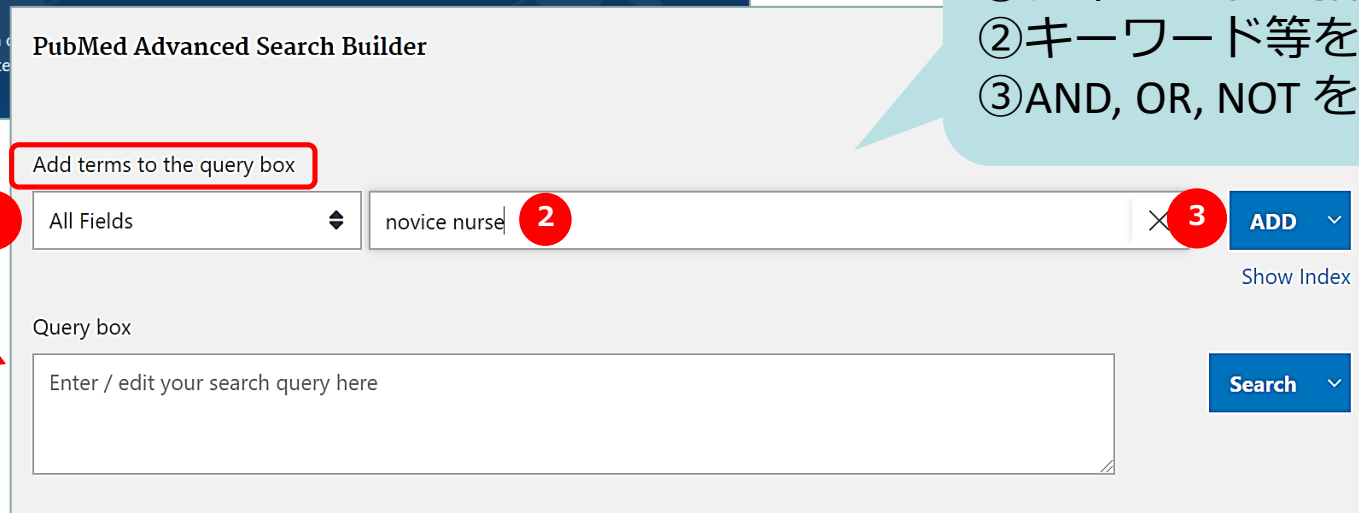 PubMed Advanced Search Builder
②キーワード等を
③AND, OR, NOT を
Add terms to the query box
All Fields
novice nurse
2
3
ADD
Show Index
Query box
Enter / edit your search query here
Search